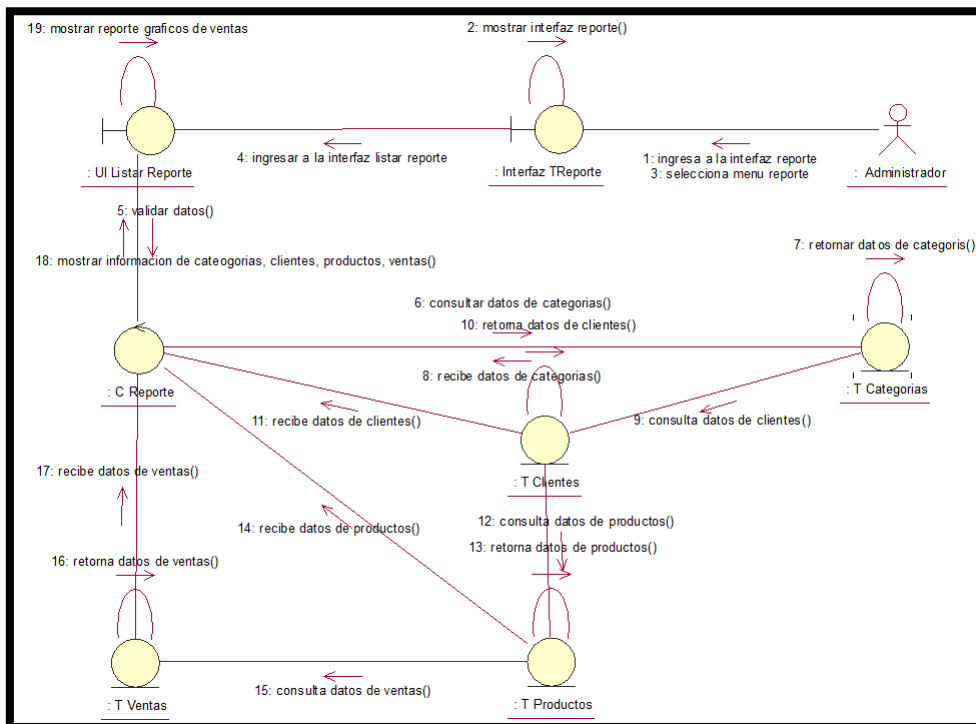 19: mostrar reporte graficos de ventas
2: mostrar interfaz reporte()
4: ingresar a la interfaz listar reporte
1: ingresa a la interfaz reporte
3: selecciona menu reporte
: UI Listar Reporte
: Interfaz TReporte
: Administrador
5: validar datos()
18: mostrar informacion de cateogorias, clientes, productos, ventas()
7: retornar datos de categoris()
6: consultar datos de categorias()
10: retorna datos de clientes()
8: recibe datos de categorias()
: C Reporte
: T Categorias
11: recibe datos de clientes()
9: consulta datos de clientes()
: T Clientes
17: recibe datos de ventas()
14: recibe datos de productos()
12: consulta datos de productos()
13: retorna datos de productos()
16: retorna datos de ventas()
15: consulta datos de ventas()
: T Ventas
: T Productos